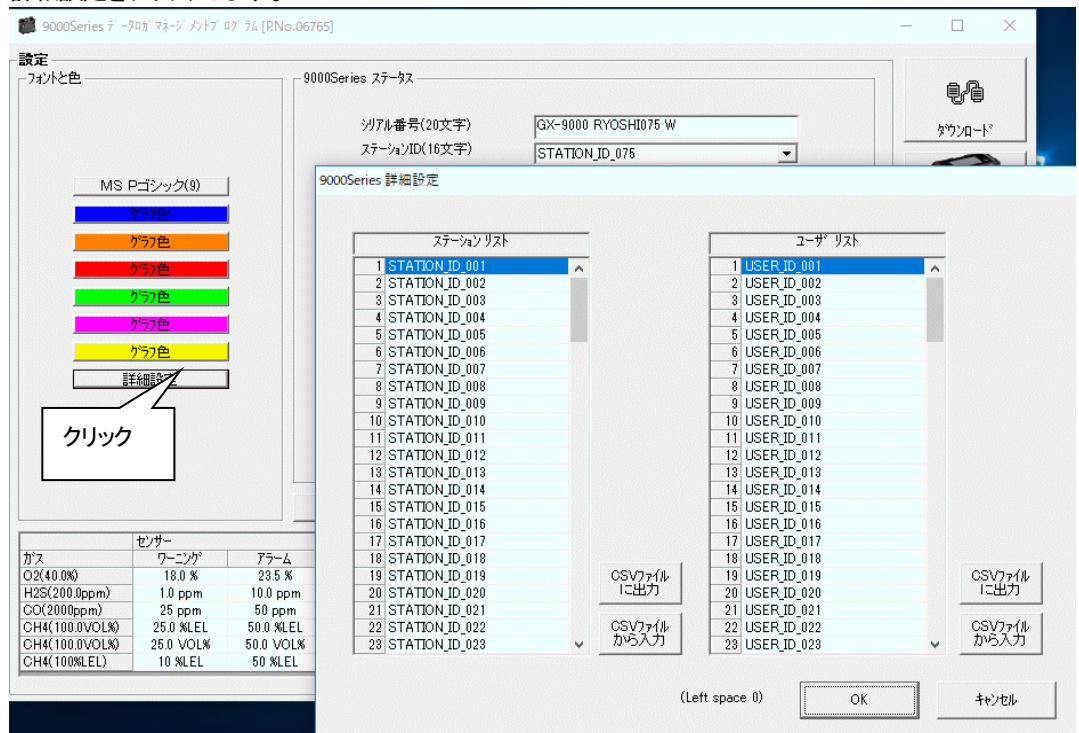 9000Series ﾃﾞｰﾀﾛｶﾞ ﾏﾈｰｼﾞﾒﾝﾄﾌﾟﾛｸﾞﾗﾑ [P.No.06765]
設定
フォントと色
9000Series ｽﾃｰﾀｽ
ｼﾘｱﾙ番号(20文字)
GX-9000 RYOSHI075 W
ｽﾃｰｼｮﾝID(16文字)
STATION_ID_075
ﾀﾞｳﾝﾛｰﾄﾞ
MS Pゴシック(9)
ｸﾞﾗﾌ色
ｸﾞﾗﾌ色
ｸﾞﾗﾌ色
ｸﾞﾗﾌ色
ｸﾞﾗﾌ色
ｸﾞﾗﾌ色
詳細設定
クリック
センサー
ｶﾞｽ ﾜｰﾆﾝｸﾞ ｱﾗｰﾑ
O2(40.0%) 18.0 % 23.5 %
H2S(200.0ppm) 1.0 ppm 10.0 ppm
CO(2000ppm) 25 ppm 50 ppm
CH4(100.0VOL%) 25.0 %LEL 50.0 %LEL
CH4(100.0VOL%) 25.0 VOL% 50.0 VOL%
CH4(100%LEL) 10 %LEL 50 %LEL
9000Series 詳細設定
ｽﾃｰｼｮﾝ ﾘｽﾄ
1 STATION_ID_001
2 STATION_ID_002
3 STATION_ID_003
4 STATION_ID_004
5 STATION_ID_005
6 STATION_ID_006
7 STATION_ID_007
8 STATION_ID_008
9 STATION_ID_009
10 STATION_ID_010
11 STATION_ID_011
12 STATION_ID_012
13 STATION_ID_013
14 STATION_ID_014
15 STATION_ID_015
16 STATION_ID_016
17 STATION_ID_017
18 STATION_ID_018
19 STATION_ID_019
20 STATION_ID_020
21 STATION_ID_021
22 STATION_ID_022
23 STATION_ID_023
CSVﾌｧｲﾙ
に出力
CSVﾌｧｲﾙ
から入力
ﾕｰｻﾞ ﾘｽﾄ
1 USER_ID_001
2 USER_ID_002
3 USER_ID_003
4 USER_ID_004
5 USER_ID_005
6 USER_ID_006
7 USER_ID_007
8 USER_ID_008
9 USER_ID_009
10 USER_ID_010
11 USER_ID_011
12 USER_ID_012
13 USER_ID_013
14 USER_ID_014
15 USER_ID_015
16 USER_ID_016
17 USER_ID_017
18 USER_ID_018
19 USER_ID_019
20 USER_ID_020
21 USER_ID_021
22 USER_ID_022
23 USER_ID_023
CSVﾌｧｲﾙ
に出力
CSVﾌｧｲﾙ
から入力
(Left space 0)
OK
ｷｬﾝｾﾙ